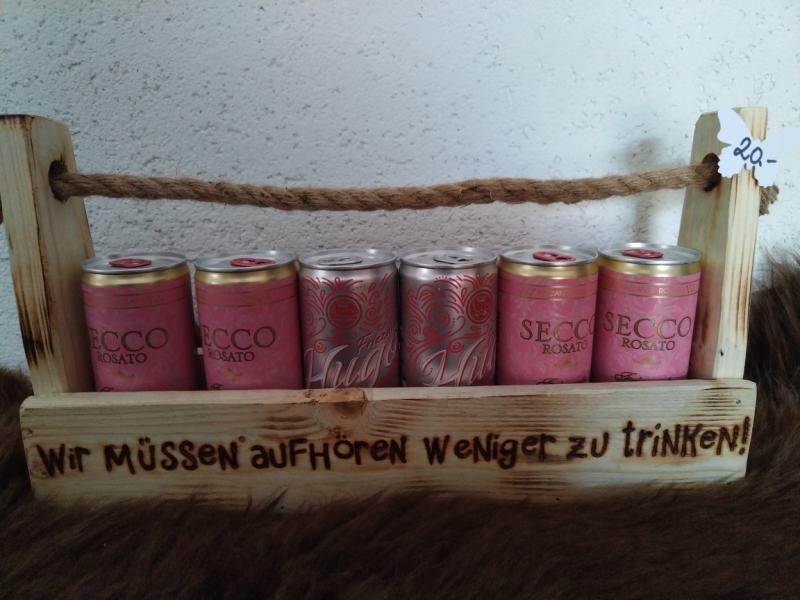 20.-
SECCO
ROSATO
SECCO
ROSATO
Hugo
SECCO
ROSATO
SECCO
ROSATO
Wir MÜSSEN aufHören weniger zu trinken!